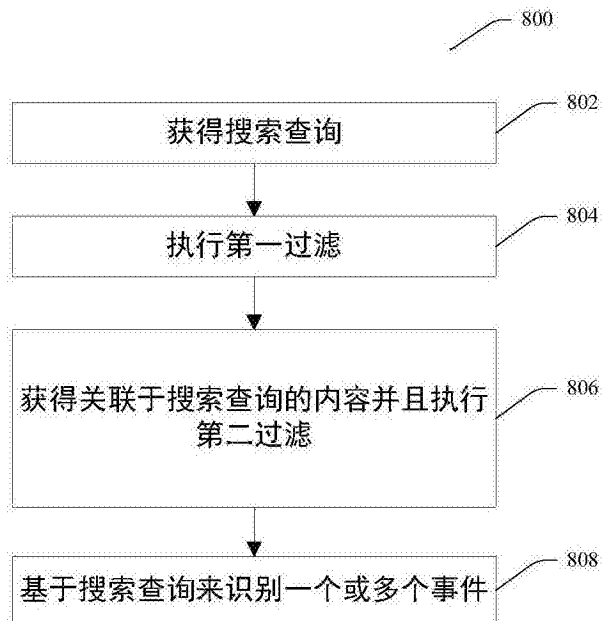 800
获得搜索查询
802
执行第一过滤
804
获得关联于搜索查询的内容并且执行
第二过滤
806
基于搜索查询来识别一个或多个事件
808